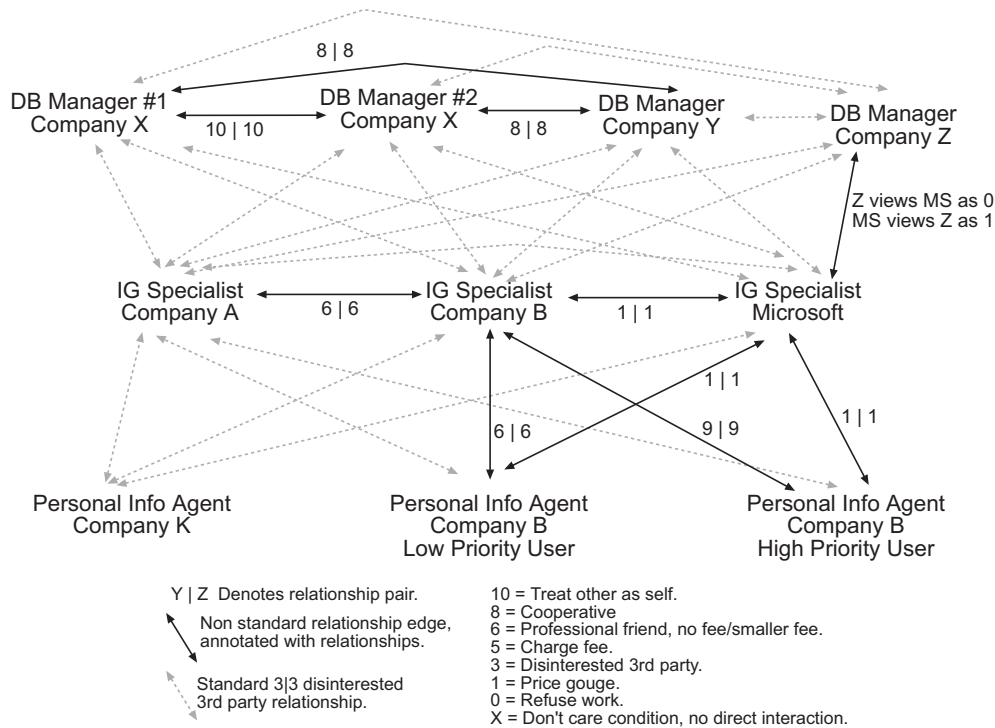 8 | 8
DB Manager #1
Company X
10 | 10
DB Manager #2
Company X
8 | 8
DB Manager
Company Y
DB Manager
Company Z
Z views MS as 0
MS views Z as 1
IG Specialist
Company A
6 | 6
IG Specialist
Company B
1 | 1
IG Specialist
Microsoft
1 | 1
6 | 6
9 | 9
1 | 1
Personal Info Agent
Company K
Personal Info Agent
Company B
Low Priority User
Personal Info Agent
Company B
High Priority User
Y | Z Denotes relationship pair.
Non standard relationship edge,
annotated with relationships.
Standard 3|3 disinterested
3rd party relationship.
10 = Treat other as self.
8 = Cooperative
6 = Professional friend, no fee/smaller fee.
5 = Charge fee.
3 = Disinterested 3rd party.
1 = Price gouge.
0 = Refuse work.
X = Don't care condition, no direct interaction.